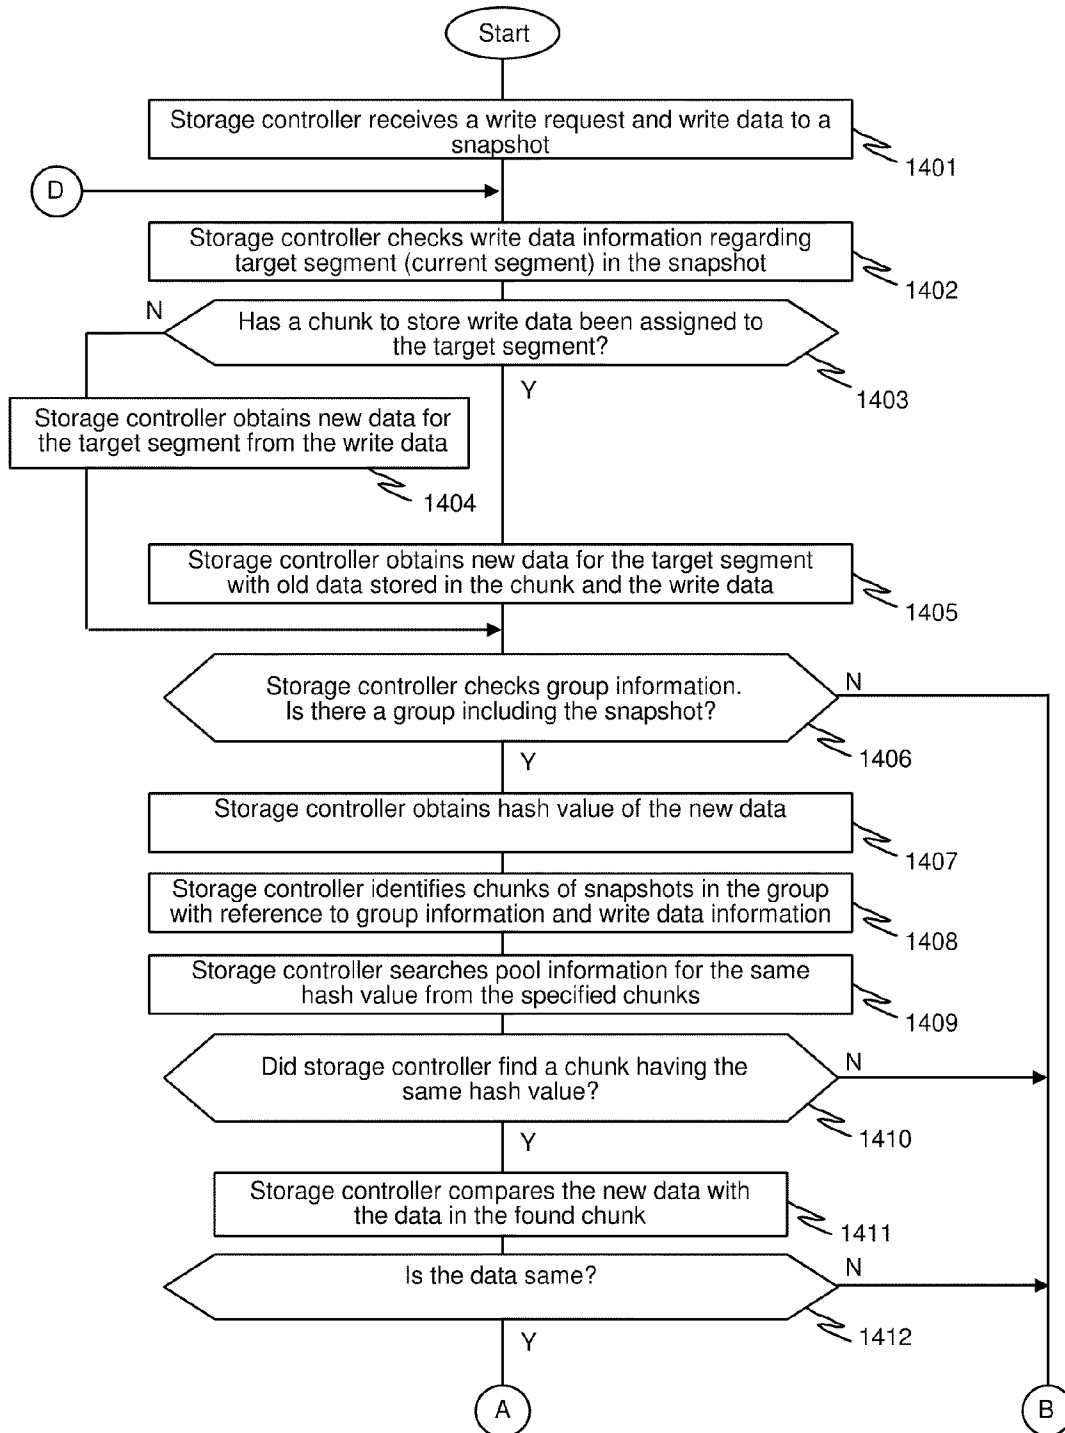 Start
Storage controller receives a write request and write data to a
snapshot
1401
D
Storage controller checks write data information regarding
target segment (current segment) in the snapshot
1402
N
Has a chunk to store write data been assigned to
the target segment?
1403
Y
Storage controller obtains new data for
the target segment from the write data
1404
Storage controller obtains new data for the target segment
with old data stored in the chunk and the write data
1405
Storage controller checks group information.
Is there a group including the snapshot?
N
1406
Y
Storage controller obtains hash value of the new data
1407
Storage controller identifies chunks of snapshots in the group
with reference to group information and write data information
1408
Storage controller searches pool information for the same
hash value from the specified chunks
1409
Did storage controller find a chunk having the
same hash value?
N
1410
Y
Storage controller compares the new data with
the data in the found chunk
1411
Is the data same?
N
1412
Y
A
B